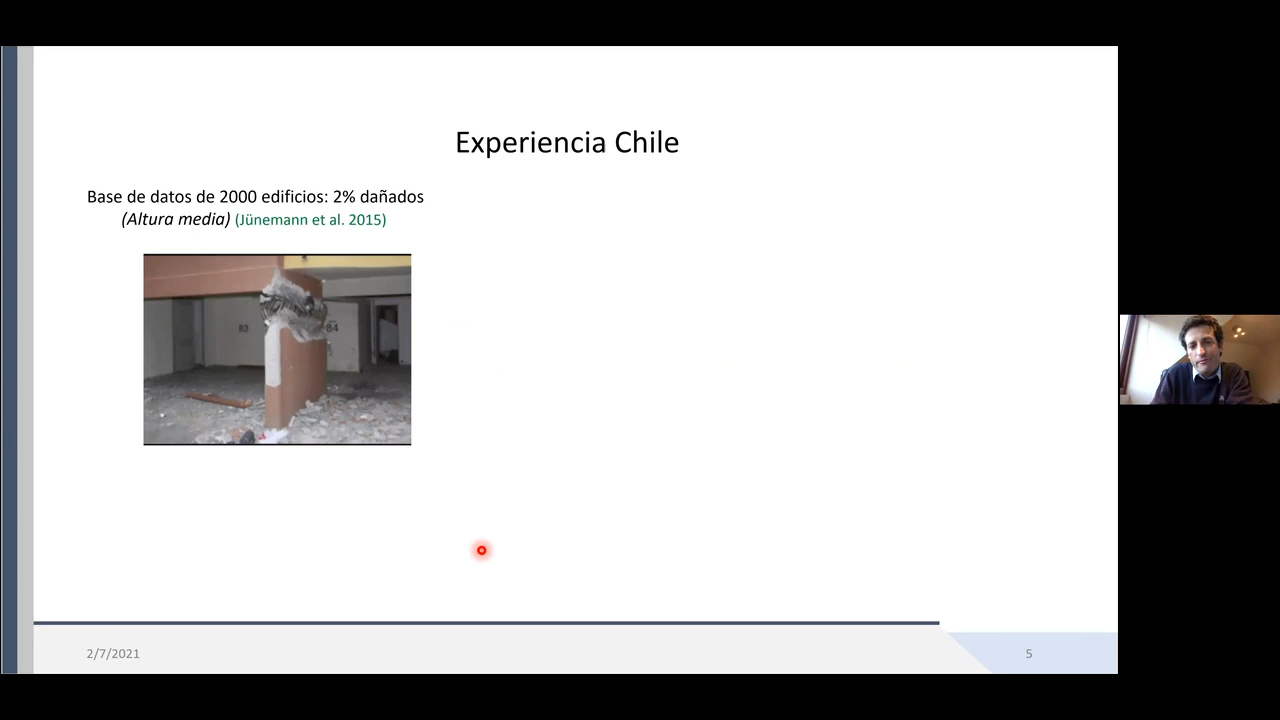 Experiencia Chile
Base de datos de 2000 edificios: 2% dañados
(Altura media) (Jünemann et al. 2015)
83
84
2/7/2021
5